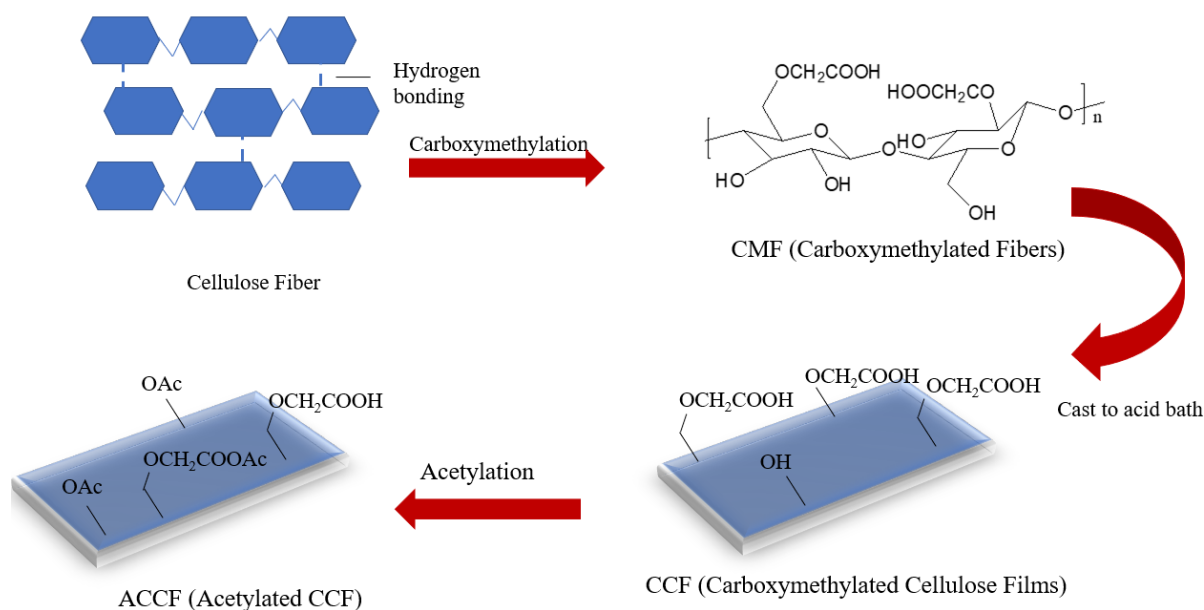 Hydrogen
bonding
Cellulose Fiber
Carboxymethylation
OCH₂COOH
HOOCH₂CO
O
n
O
O
HO
O
HO
OH
OH
CMF (Carboxymethylated Fibers)
Cast to acid bath
OCH₂COOH
OCH₂COOH
OCH₂COOH
OH
CCF (Carboxymethylated Cellulose Films)
Acetylation
OAc
OCH₂COOH
OCH₂COOAc
OAc
ACCF (Acetylated CCF)